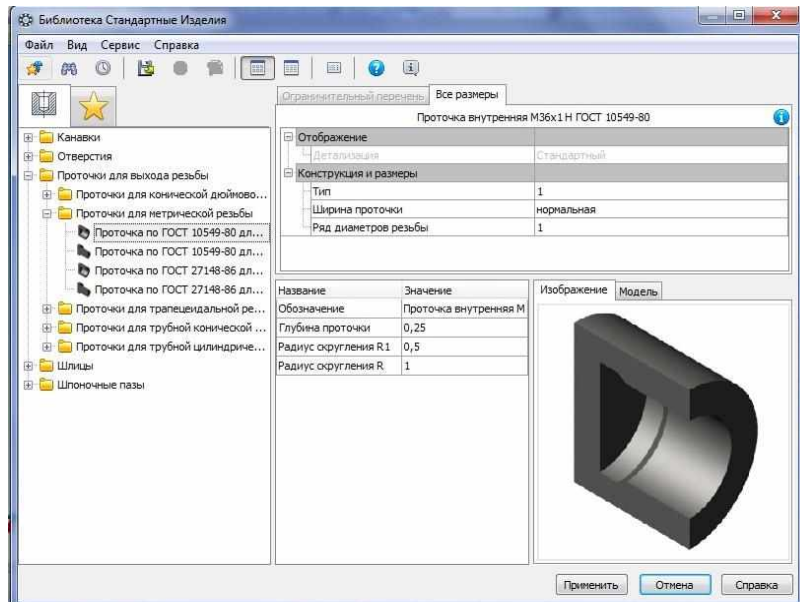 Библиотека Стандартные Изделия
Файл Вид Сервис Справка
Ограничительный перечень Все размеры
Проточка внутренняя М36х1 Н ГОСТ 10549-80
Канавки
Отверстия
Проточки для выхода резьбы
Проточки для конической дюймово...
Проточки для метрической резьбы
Проточка по ГОСТ 10549-80 дл...
Проточка по ГОСТ 10549-80 дл...
Проточка по ГОСТ 27148-86 дл...
Проточка по ГОСТ 27148-86 дл...
Проточки для трапецеидальной ре...
Проточки для трубной конической ...
Проточки для трубной цилиндриче...
Шлицы
Шпоночные пазы
Отображение
Детализация Стандартный
Конструкция и размеры
Тип 1
Ширина проточки нормальная
Ряд диаметров резьбы 1
Название Значение
Обозначение Проточка внутренняя М
Глубина проточки 0,25
Радиус скругления R1 0,5
Радиус скругления R 1
Изображение Модель
Применить Отмена Справка